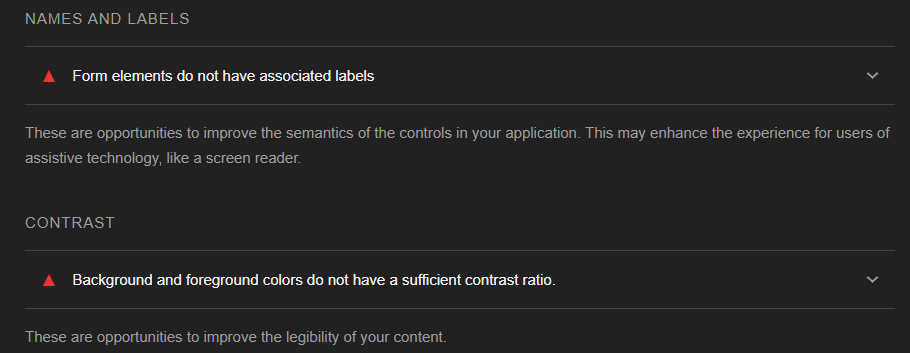 NAMES AND LABELS
Form elements do not have associated labels
These are opportunities to improve the semantics of the controls in your application. This may enhance the experience for users of
assistive technology, like a screen reader.
CONTRAST
Background and foreground colors do not have a sufficient contrast ratio.
These are opportunities to improve the legibility of your content.